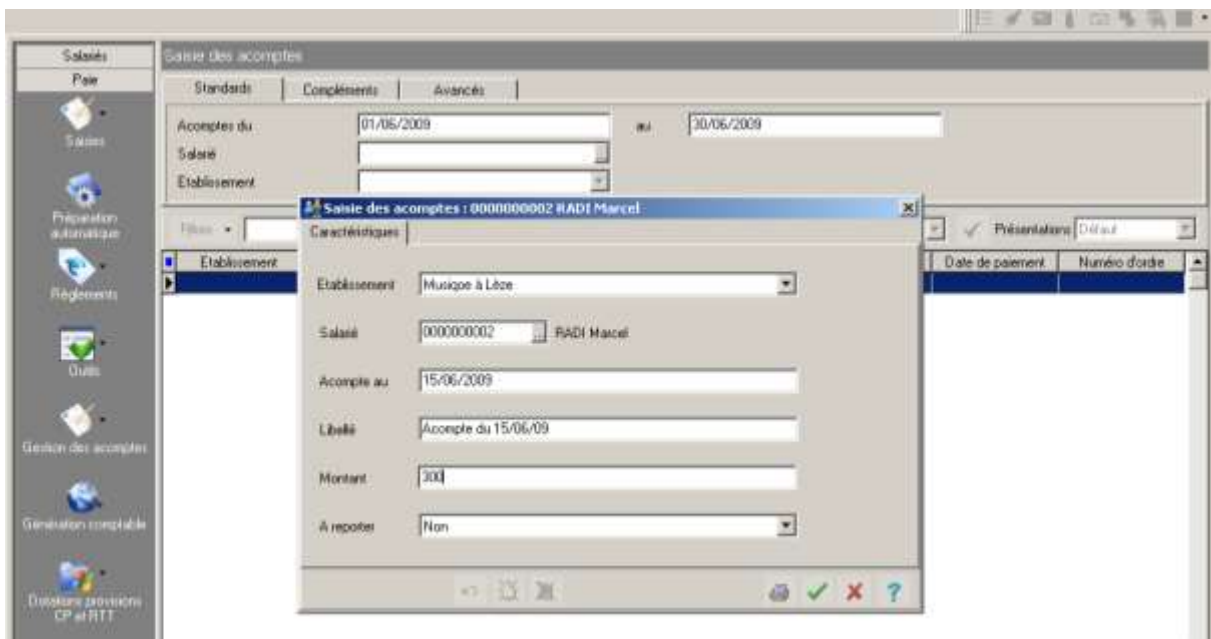 Salariés
Paie
Saisies
Préparation
automatique
Règlements
Outils
Gestion des acomptes
Génération comptable
Dotations provisions
CP et RTT
Saisie des acomptes
Standards Compléments Avancés
Acomptes du 01/06/2009 au 30/06/2009
Salarié
Etablissement
Filtres Présentations Défaut
Etablissement Date de paiement Numéro d'ordre
Saisie des acomptes : 0000000002 RADI Marcel
Caractéristiques
Etablissement Musique à Lèze
Salarié 0000000002 ... RADI Marcel
Acompte au 15/06/2009
Libellé Acompte du 15/06/09
Montant 300
A reporter Non
?